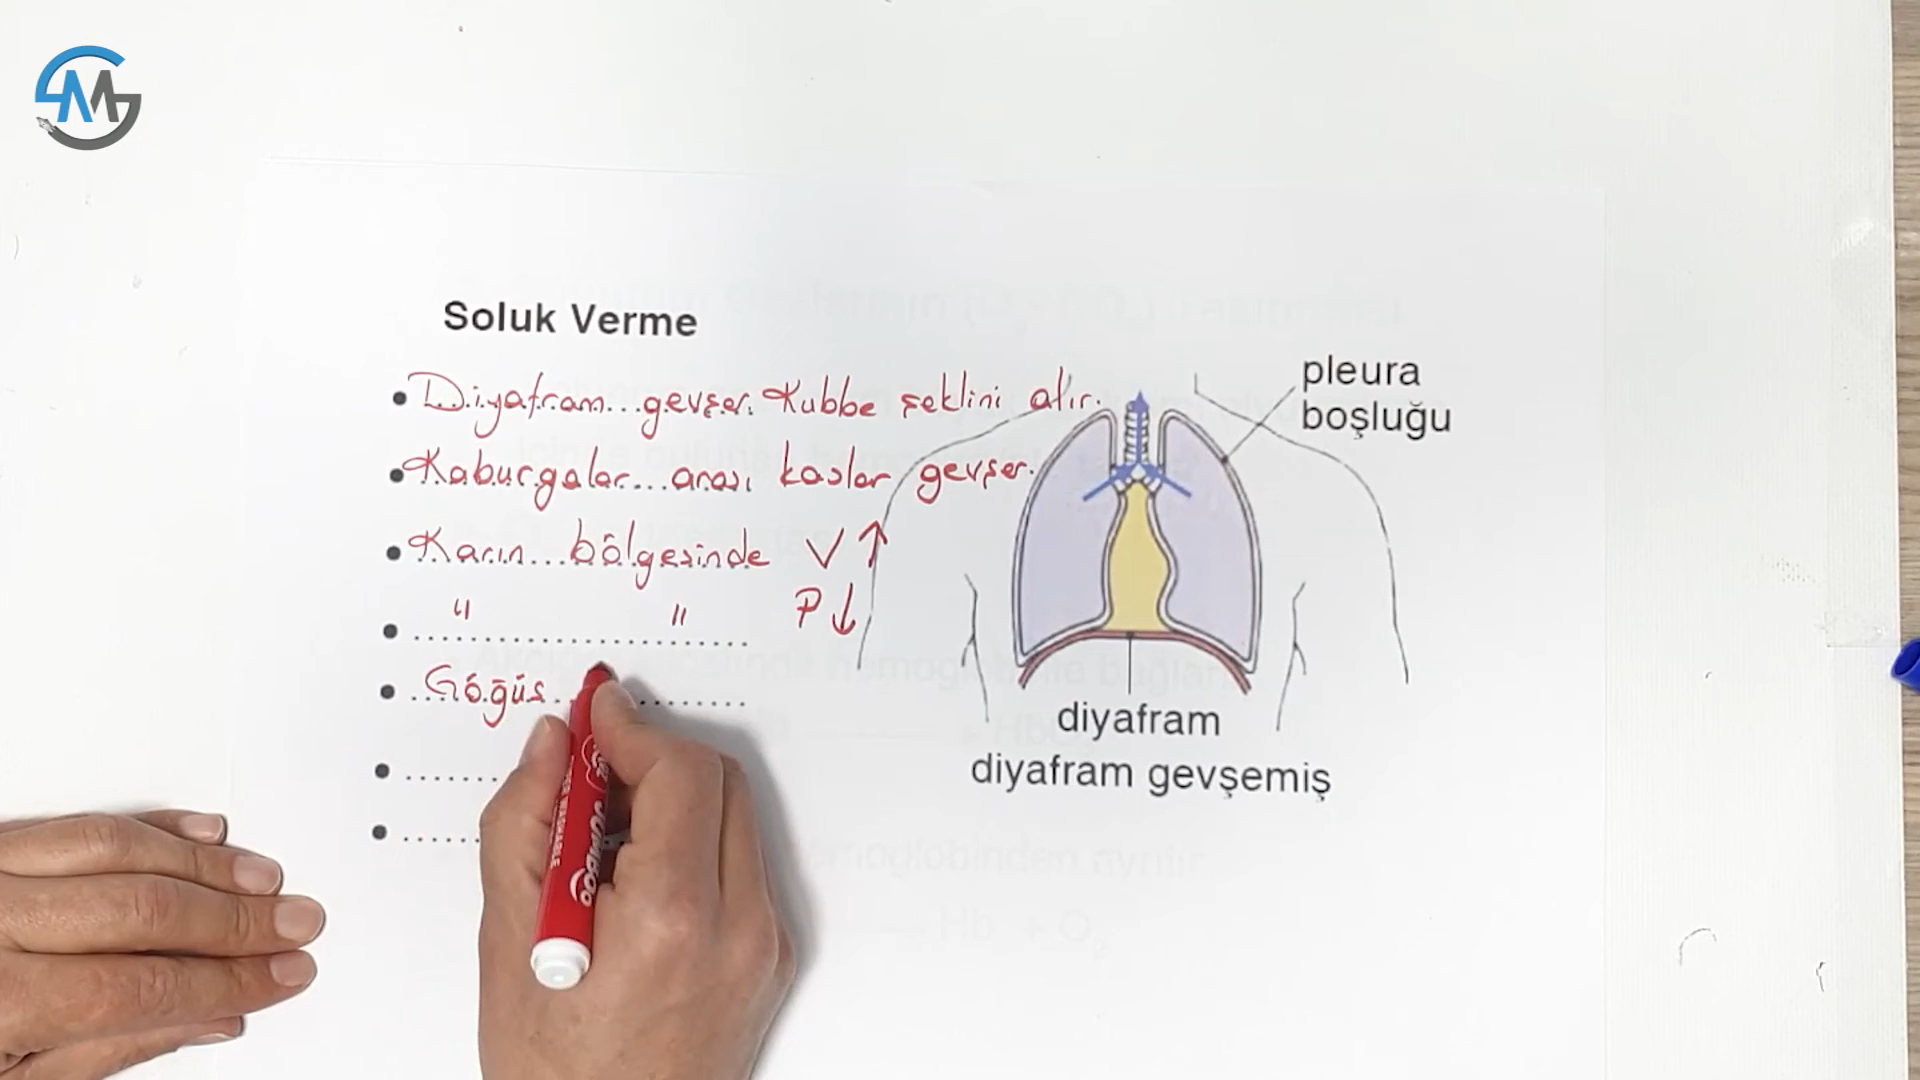 Soluk Verme
• Diyafram...gevşer. Kubbe şeklini alır.
• Kaburgalar...arası kaslar gevşer.
• Karın...bölgesinde V ↑
• " " P ↓
• Göğüs
pleura
boşluğu
diyafram
diyafram gevşemiş